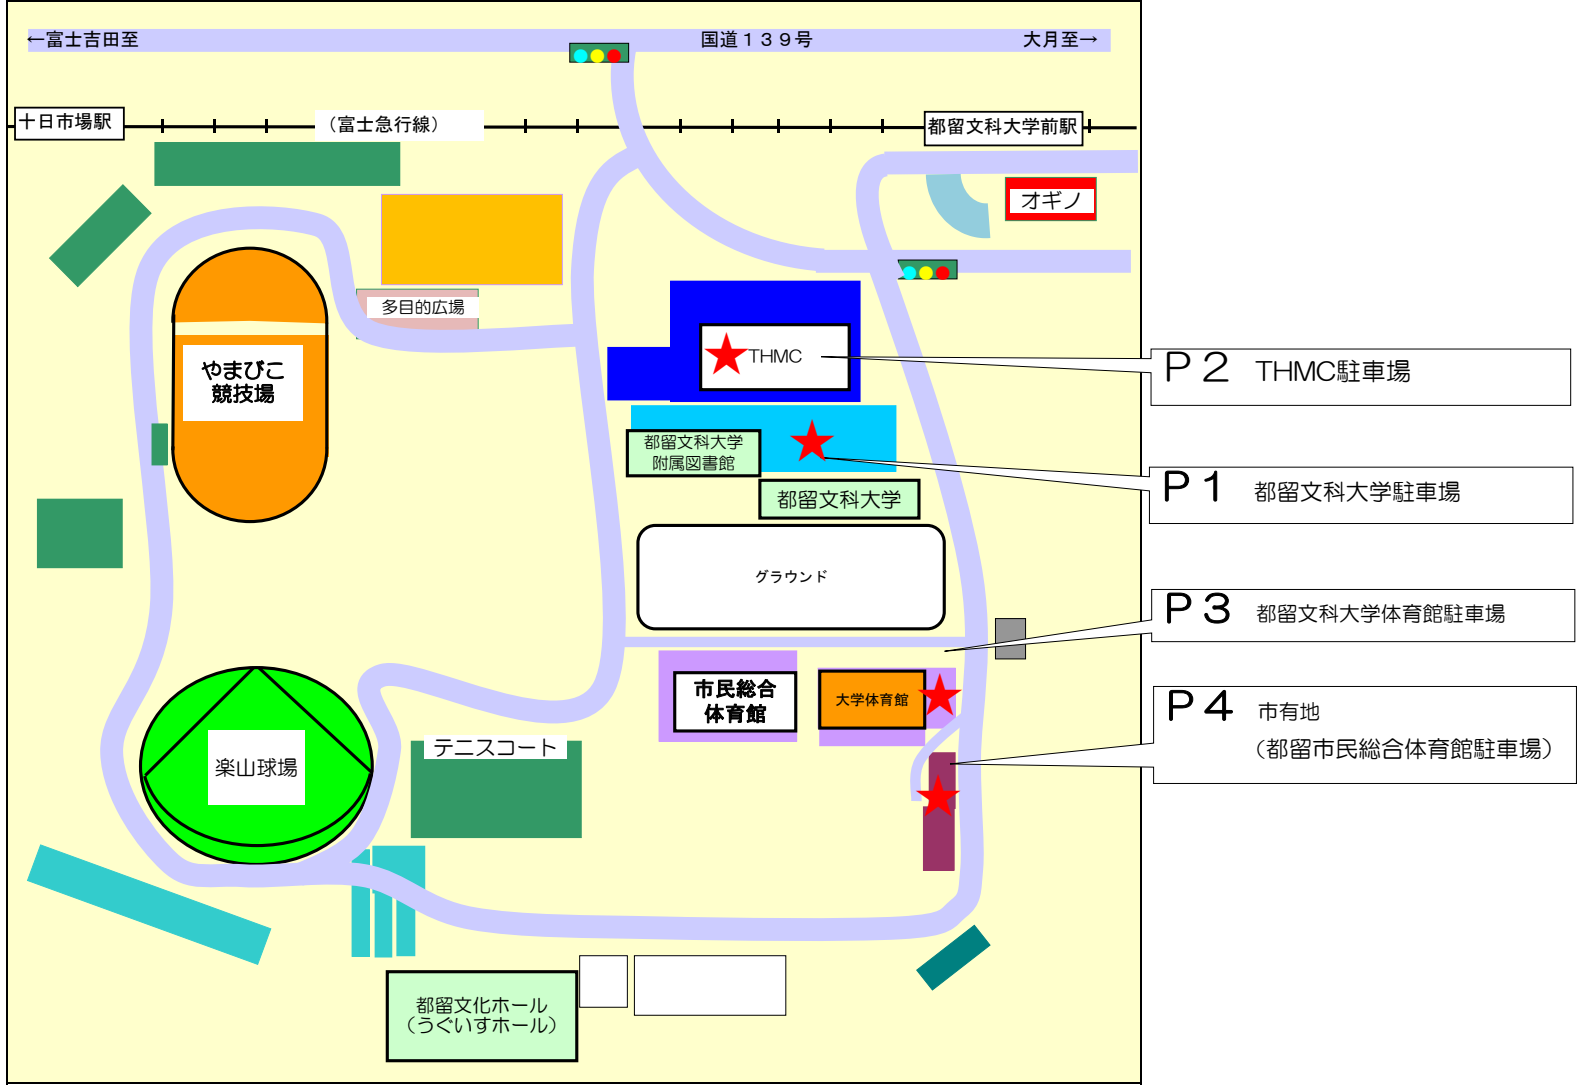 ←富士吉田至
国道139号
大月至→
十日市場駅
（富士急行線）
都留文科大学前駅
オギノ
多目的広場
やまびこ
競技場
THMC
P2 THMC駐車場
都留文科大学
附属図書館
都留文科大学
P1 都留文科大学駐車場
グラウンド
P3 都留文科大学体育館駐車場
市民総合
体育館
大学体育館
P4 市有地
（都留市民総合体育館駐車場）
テニスコート
楽山球場
都留文化ホール
（うぐいすホール）